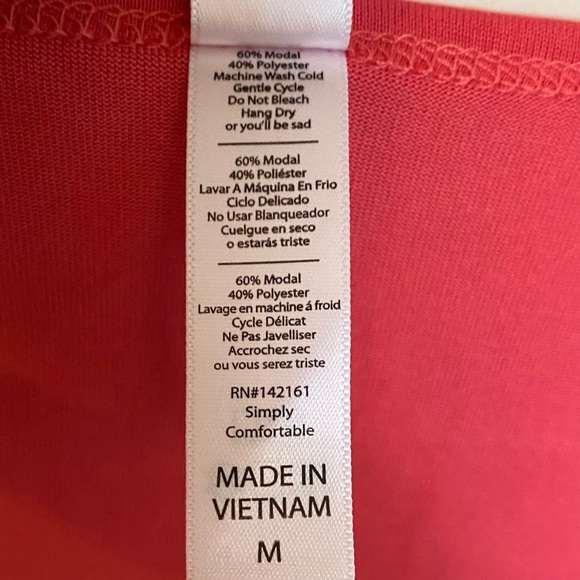 60% Modal
40% Polyester
Machine Wash Cold
Gentle Cycle
Do Not Bleach
Hang Dry
or you'll be sad
60% Modal
40% Poliéster
Lavar A Máquina En Frio
Ciclo Delicado
No Usar Blanqueador
Cuelgue en seco
o estarás triste
60% Modal
40% Polyester
Lavage en machine á froid
Cycle Délicat
Ne Pas Javelliser
Accrochez sec
ou vous serez triste
RN#142161
Simply
Comfortable
MADE IN
VIETNAM
M